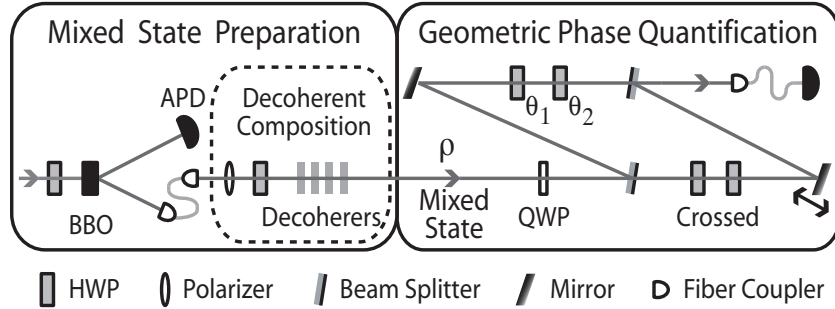 Mixed State Preparation
Geometric Phase Quantification
APD
Decoherent
Composition
θ1 θ2
ρ
BBO
Decoherers
Mixed
State
QWP
Crossed
HWP
Polarizer
Beam Splitter
Mirror
Fiber Coupler